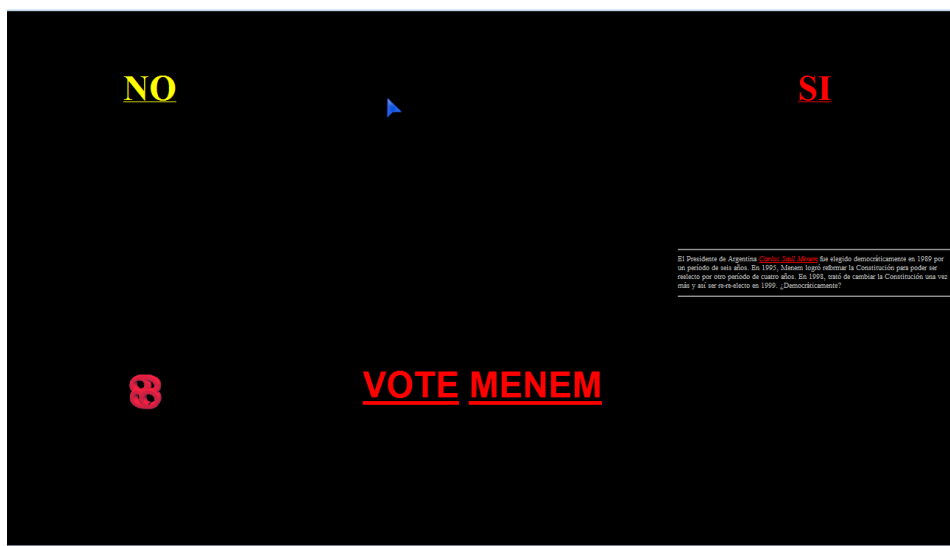 NO
SI
El Presidente de Argentina Carlos Saúl Menem fue elegido democráticamente en 1989 por
un período de seis años. En 1995, Menem logró reformar la Constitución para poder ser
reelecto por otro período de cuatro años. En 1998, trató de cambiar la Constitución una vez
más y así ser re-re-electo en 1999. ¿Democráticamente?
8
VOTE MENEM